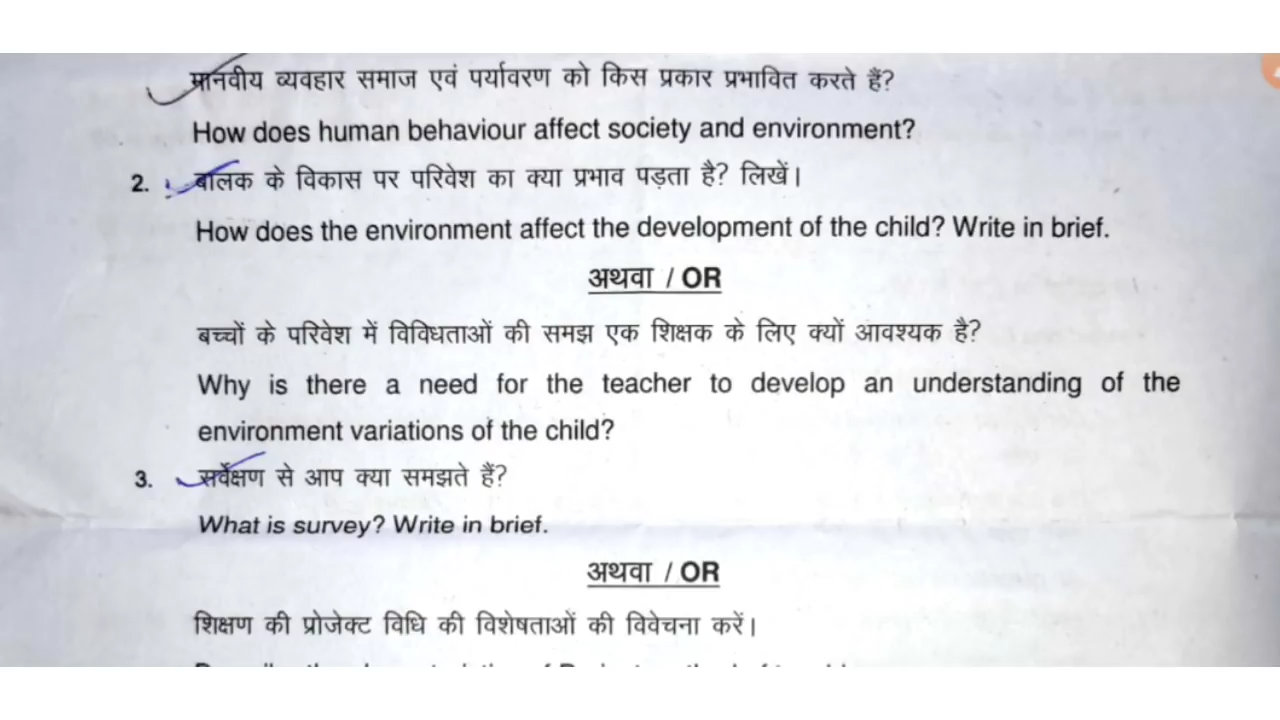 मानवीय व्यवहार समाज एवं पर्यावरण को किस प्रकार प्रभावित करते हैं?
How does human behaviour affect society and environment?
2. बालक के विकास पर परिवेश का क्या प्रभाव पड़ता है? लिखें।
How does the environment affect the development of the child? Write in brief.
अथवा / OR
बच्चों के परिवेश में विविधताओं की समझ एक शिक्षक के लिए क्यों आवश्यक है?
Why is there a need for the teacher to develop an understanding of the
environment variations of the child?
3. सर्वेक्षण से आप क्या समझते हैं?
What is survey? Write in brief.
अथवा / OR
शिक्षण की प्रोजेक्ट विधि की विशेषताओं की विवेचना करें।